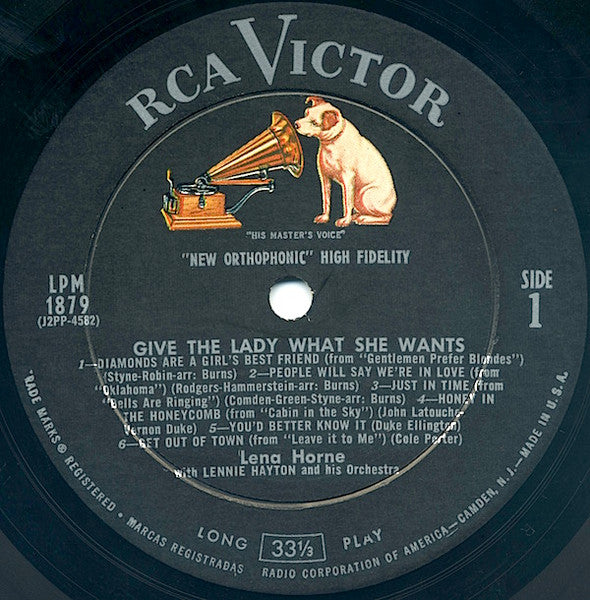 RCA VICTOR
"HIS MASTER'S VOICE"
"NEW ORTHOPHONIC" HIGH FIDELITY
LPM
1879
(J2PP-4582)
SIDE
1
GIVE THE LADY WHAT SHE WANTS
1—DIAMONDS ARE A GIRL'S BEST FRIEND (from "Gentlemen Prefer Blondes")
(Styne-Robin-arr: Burns) 2—PEOPLE WILL SAY WE'RE IN LOVE (from
"Oklahoma") (Rodgers-Hammerstein-arr: Burns) 3—JUST IN TIME (from
"Bells Are Ringing") (Comden-Green-Styne-arr: Burns) 4—HONEY IN
THE HONEYCOMB (from "Cabin in the Sky") (John Latouche-
Vernon Duke) 5—YOU'D BETTER KNOW IT (Duke Ellington)
6—GET OUT OF TOWN (from "Leave it to Me") (Cole Porter)
Lena Horne
with LENNIE HAYTON and his Orchestra
LONG 33⅓ PLAY
TRADE MARKS ® REGISTERED • MARCAS REGISTRADAS RADIO CORPORATION OF AMERICA—CAMDEN, N. J.—MADE IN U.S.A.